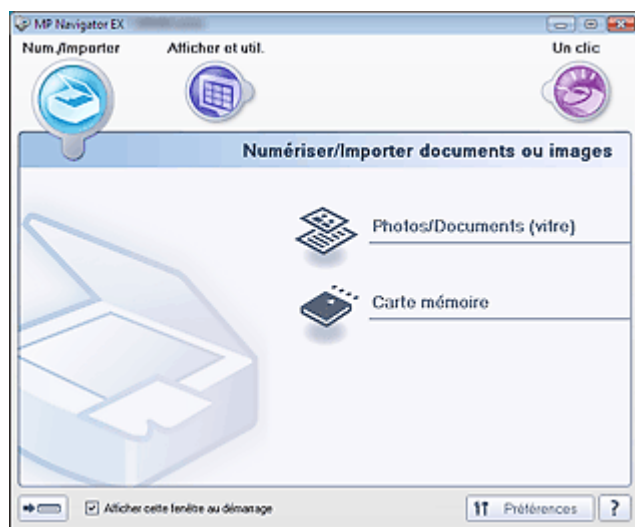 MP Navigator EX
Num./Importer Afficher et util. Un clic
Numériser/Importer documents ou images
Photos/Documents (vitre)
Carte mémoire
Afficher cette fenêtre au démarrage Préférences ?